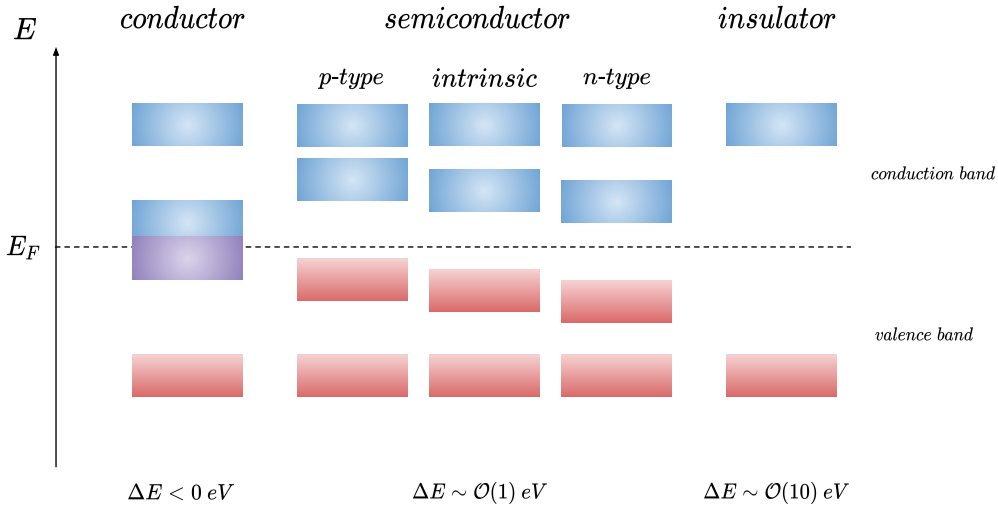 E
conductor
semiconductor
insulator
p-type
intrinsic
n-type
conduction band
E_F
valence band
ΔE < 0 eV
ΔE ∼ 𝒪(1) eV
ΔE ∼ 𝒪(10) eV